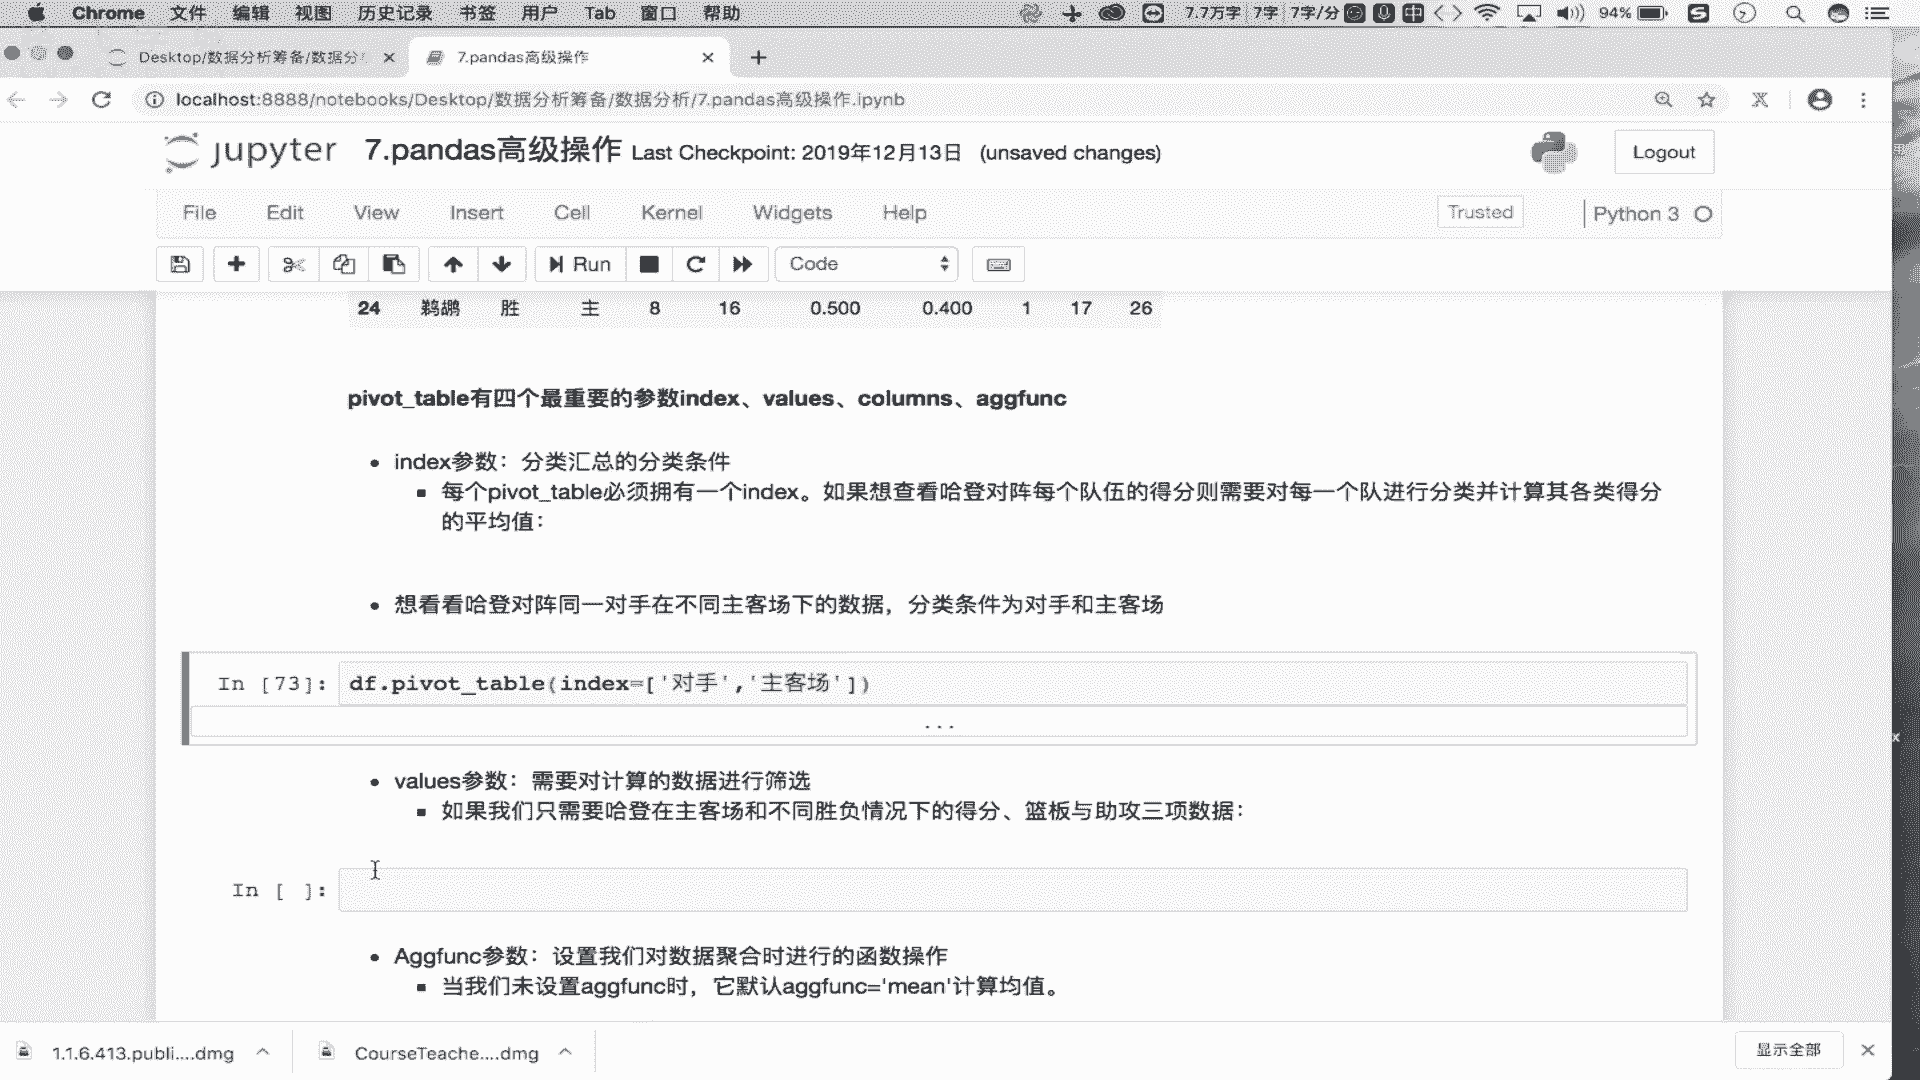 Chrome 文件 编辑 视图 历史记录 书签 用户 Tab 窗口 帮助 7.7万字 7字 7字/分 中 94% S
Desktop/数据分析筹备/数据分 7.pandas高级操作
localhost:8888/notebooks/Desktop/数据分析筹备/数据分析/7.pandas高级操作.ipynb
jupyter 7.pandas高级操作 Last Checkpoint: 2019年12月13日 (unsaved changes) Logout
File Edit View Insert Cell Kernel Widgets Help Trusted Python 3
Run Code
24 鹈鹕 胜 主 8 16 0.500 0.400 1 17 26
pivot_table有四个最重要的参数index、values、columns、aggfunc
index参数：分类汇总的分类条件
每个pivot_table必须拥有一个index。如果想查看哈登对阵每个队伍的得分则需要对每一个队进行分类并计算其各类得分
的平均值：
想看看哈登对阵同一对手在不同主客场下的数据，分类条件为对手和主客场
In [73]: df.pivot_table(index=['对手','主客场'])
...
values参数：需要对计算的数据进行筛选
如果我们只需要哈登在主客场和不同胜负情况下的得分、篮板与助攻三项数据：
In [ ]:
Aggfunc参数：设置我们对数据聚合时进行的函数操作
当我们未设置aggfunc时，它默认aggfunc='mean'计算均值。
1.1.6.413.publi....dmg CourseTeache....dmg 显示全部